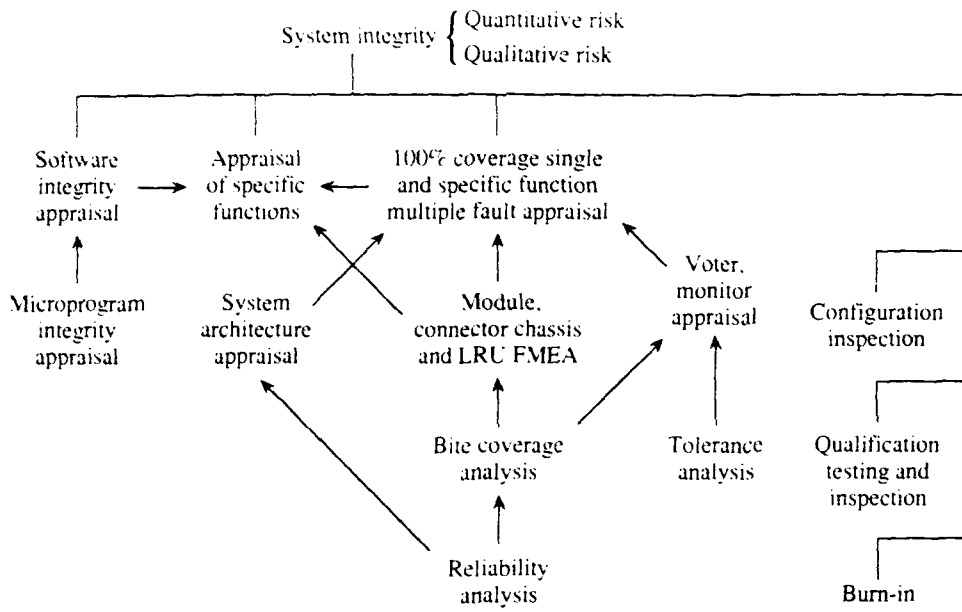 System integrity
Quantitative risk
Qualitative risk
Software
integrity
appraisal
Appraisal
of specific
functions
100% coverage single
and specific function
multiple fault appraisal
Microprogram
integrity
appraisal
System
architecture
appraisal
Module,
connector chassis
and LRU FMEA
Voter,
monitor
appraisal
Configuration
inspection
Bite coverage
analysis
Tolerance
analysis
Qualification
testing and
inspection
Reliability
analysis
Burn-in